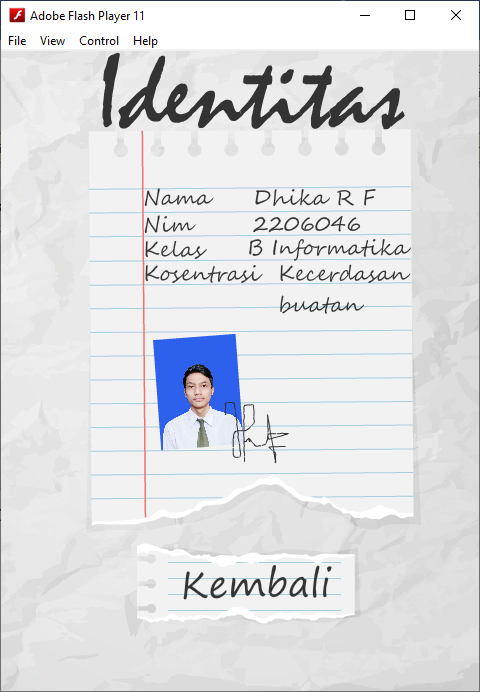 Adobe Flash Player 11
File View Control Help
Identitas
Nama Dhika R F
Nim 2206046
Kelas B Informatika
Kosentrasi Kecerdasan
buatan
Kembali